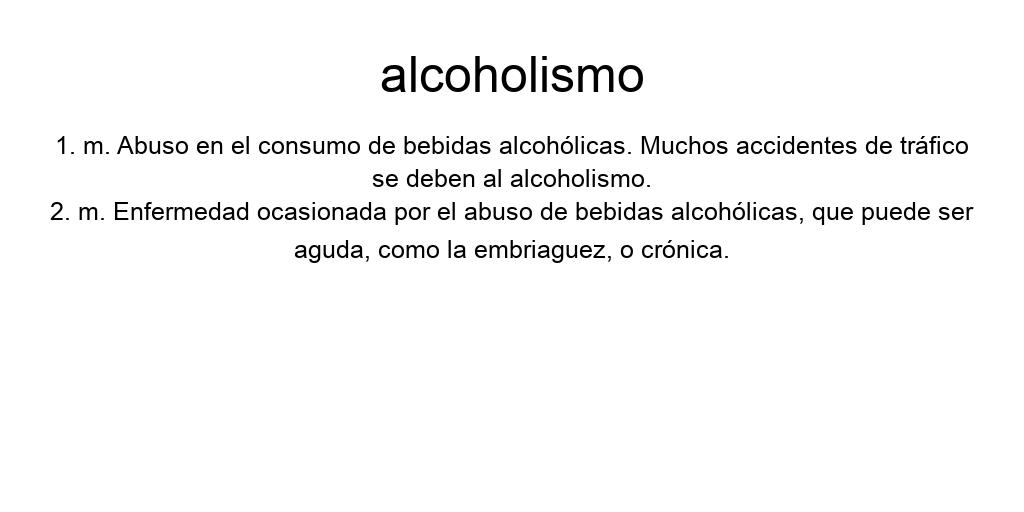 alcoholismo
1. m. Abuso en el consumo de bebidas alcohólicas. Muchos accidentes de tráfico
se deben al alcoholismo.
2. m. Enfermedad ocasionada por el abuso de bebidas alcohólicas, que puede ser
aguda, como la embriaguez, o crónica.